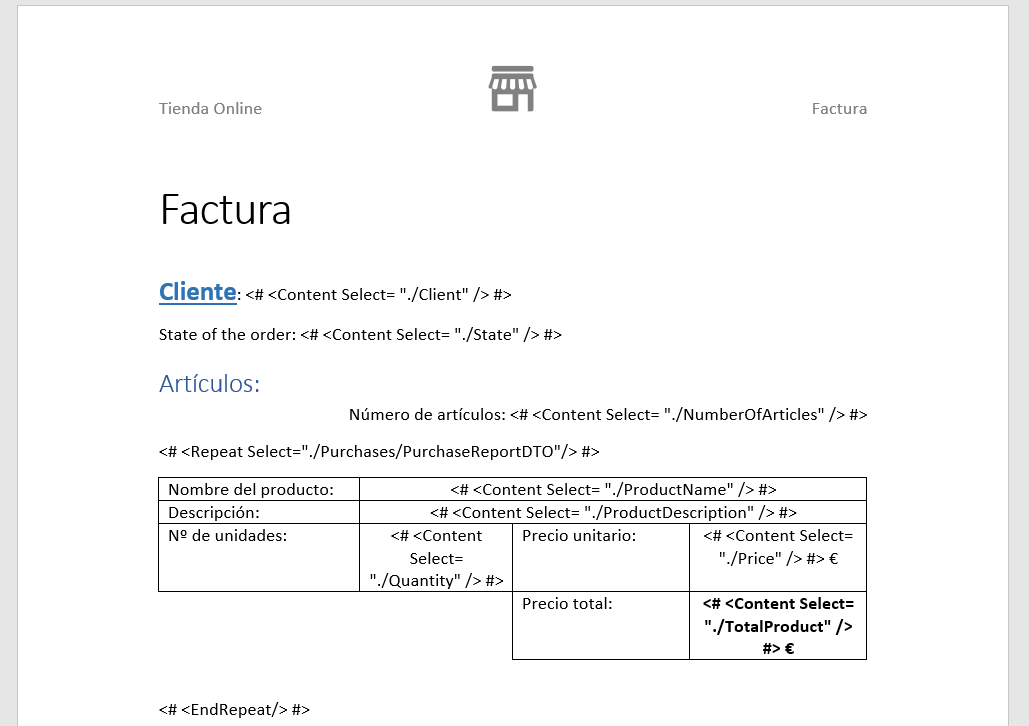 Tienda Online
Factura
Factura
Cliente: <# <Content Select= "./Client" /> #>
State of the order: <# <Content Select= "./State" /> #>
Artículos:
Número de artículos: <# <Content Select= "./NumberOfArticles" /> #>
<# <Repeat Select="./Purchases/PurchaseReportDTO"/> #>
Nombre del producto:
<# <Content Select= "./ProductName" /> #>
Descripción:
<# <Content Select= "./ProductDescription" /> #>
Nº de unidades:
<# <Content
Select=
"./Quantity" /> #>
Precio unitario:
<# <Content Select=
"./Price" /> #> €
Precio total:
<# <Content Select=
"./TotalProduct" />
#> €
<# <EndRepeat/> #>